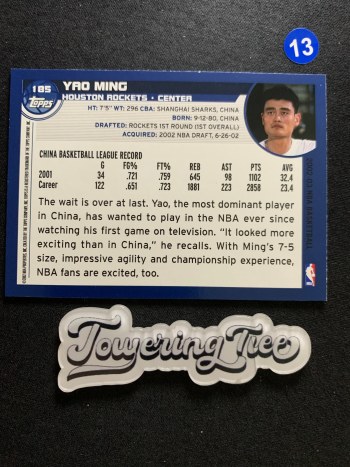 13
185
YAO MING
Topps
HOUSTON ROCKETS • CENTER
HT: 7'5" WT: 296 CBA: SHANGHAI SHARKS, CHINA
BORN: 9-12-80, CHINA
DRAFTED: ROCKETS 1ST ROUND (1ST OVERALL)
ACQUIRED: 2002 NBA DRAFT, 6-26-02
CHINA BASKETBALL LEAGUE RECORD
G FG% FT% REB AST PTS AVG
2001 34 .721 .759 645 98 1102 32.4
Career 122 .651 .723 1881 223 2858 23.4
The wait is over at last. Yao, the most dominant player
in China, has wanted to play in the NBA ever since
watching his first game on television. "It looked more
exciting than in China," he recalls. With Ming's 7-5
size, impressive agility and championship experience,
NBA fans are excited, too.
Towering Tree